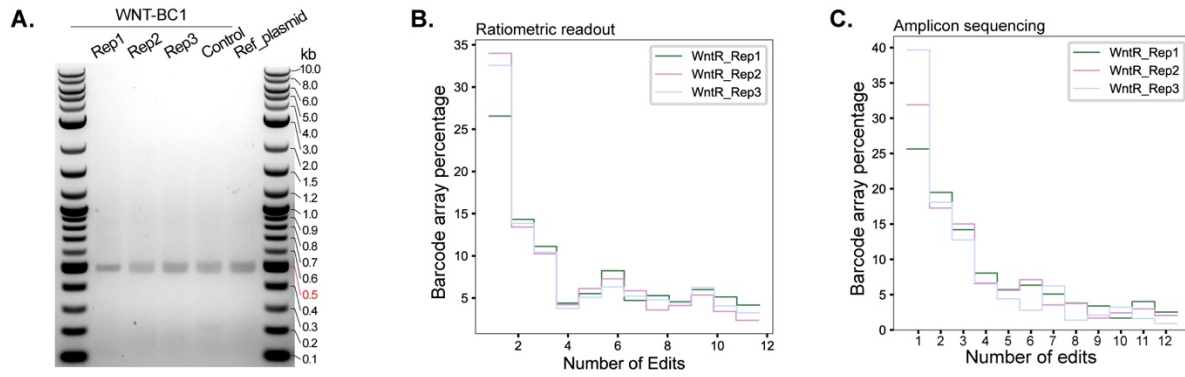 A.
WNT-BC1
Rep1
Rep2
Rep3
Control
Ref_plasmid
kb
10.0
8.0
6.0
5.0
4.0
3.0
2.0
1.5
1.2
1.0
0.9
0.8
0.7
0.6
0.5
0.4
0.3
0.2
0.1
B.
Ratiometric readout
WntR_Rep1
WntR_Rep2
WntR_Rep3
Barcode array percentage
35
30
25
20
15
10
5
2 4 6 8 10 12
Number of Edits
C.
Amplicon sequencing
WntR_Rep1
WntR_Rep2
WntR_Rep3
Barcode array percentage
40
35
30
25
20
15
10
5
0
1 2 3 4 5 6 7 8 9 10 11 12
Number of edits